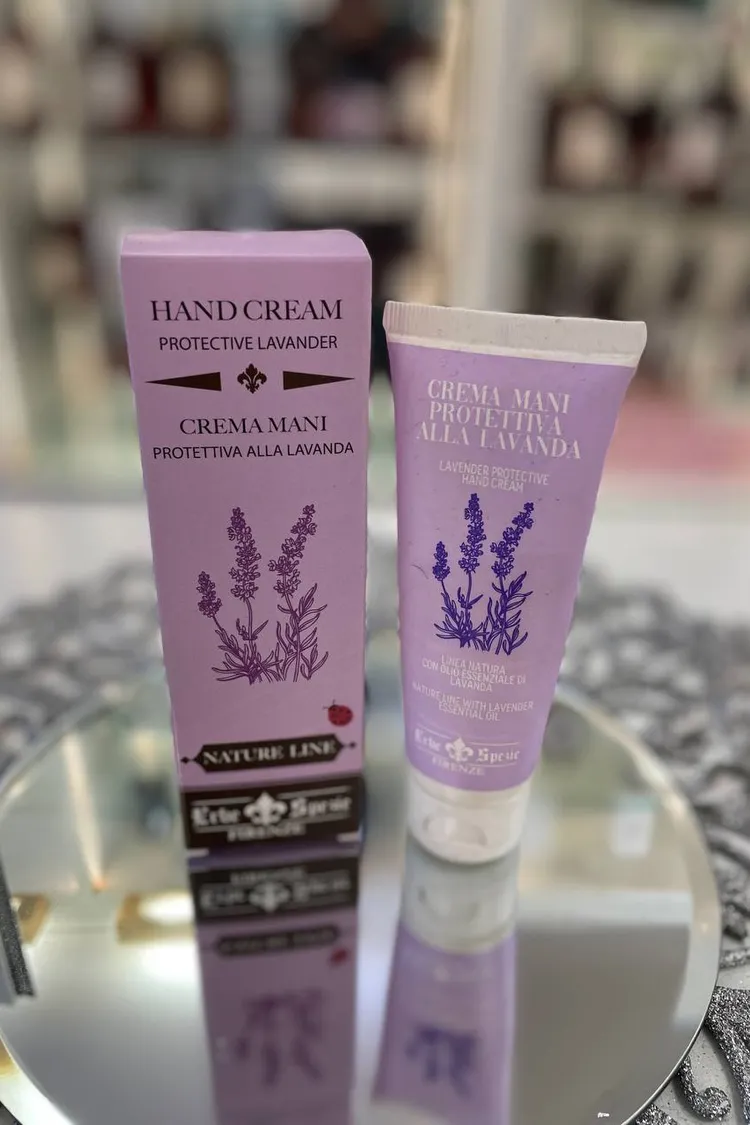 HAND CREAM
PROTECTIVE LAVANDER
CREMA MANI
PROTETTIVA ALLA LAVANDA
NATURE LINE
Erbe Spezie
FIRENZE
CREMA MANI
PROTETTIVA
ALLA LAVANDA
LAVENDER PROTECTIVE
HAND CREAM
LINEA NATURA
CON OLIO ESSENZIALE DI
LAVANDA
NATURE LINE WITH LAVENDER
ESSENTIAL OIL
Erbe Spezie
FIRENZE